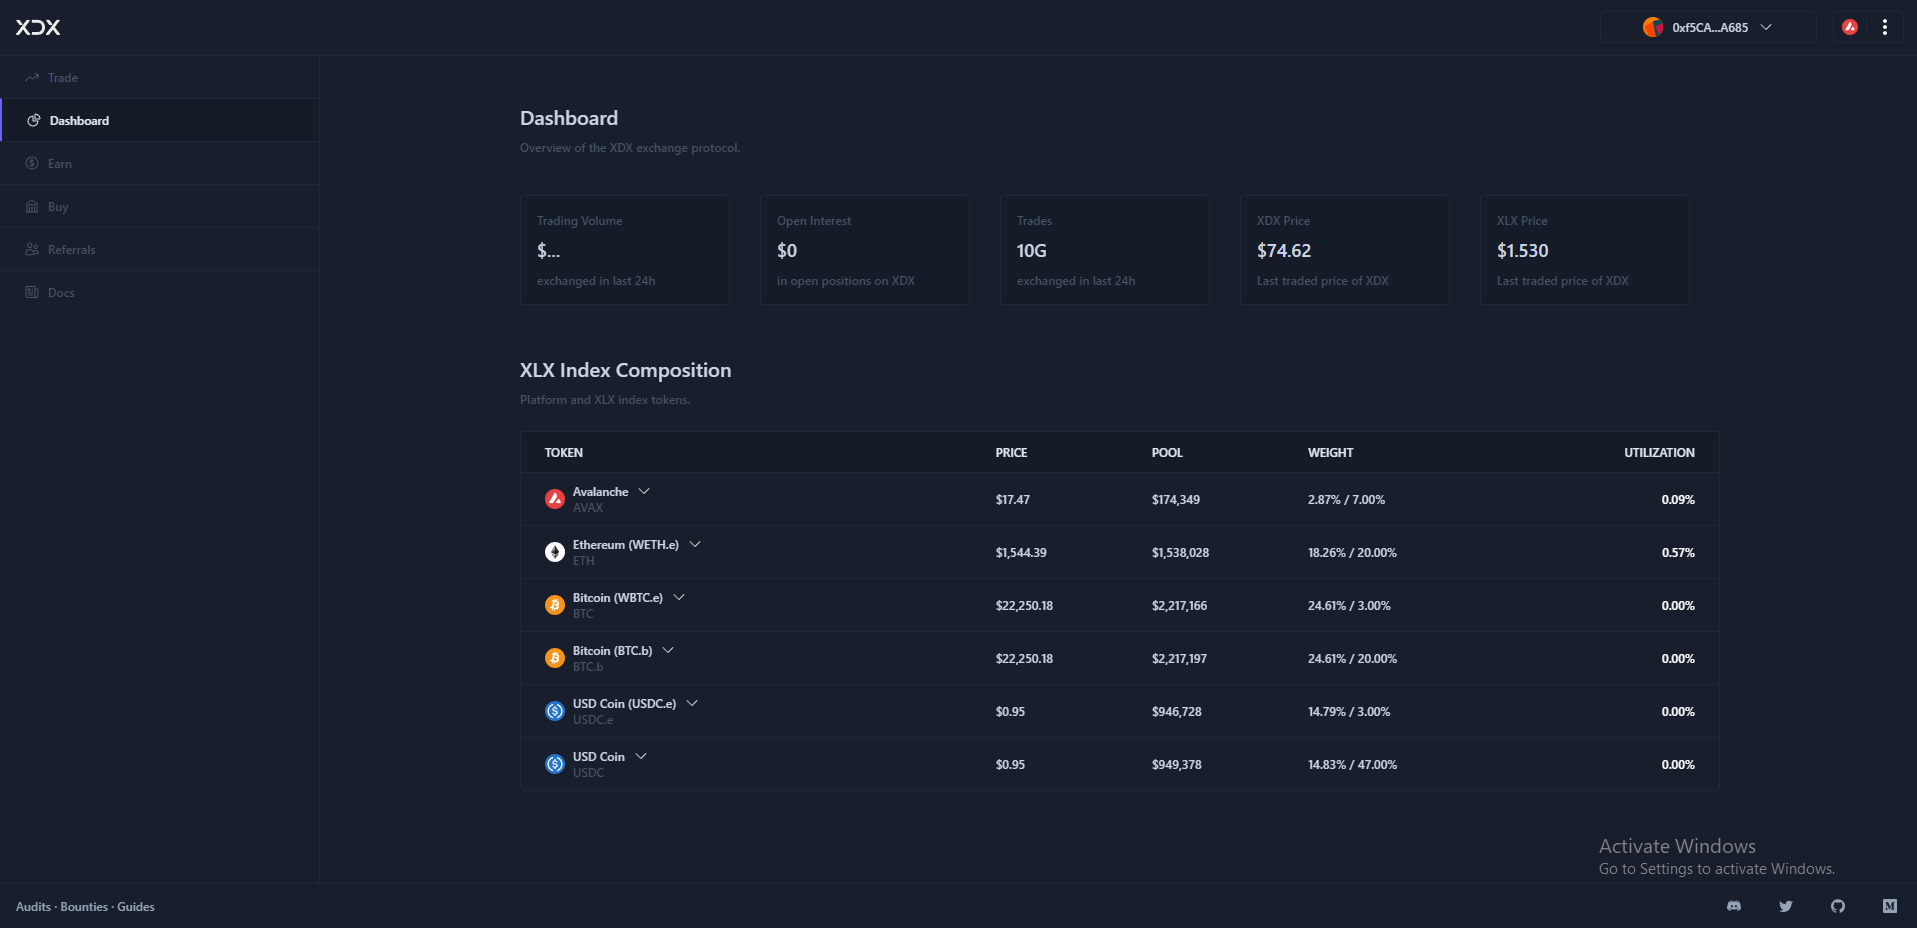 XDX
0xf5CA...A685
Trade
Dashboard
Earn
Buy
Referrals
Docs
Dashboard
Overview of the XDX exchange protocol.
Trading Volume
$...
exchanged in last 24h
Open Interest
$0
in open positions on XDX
Trades
10G
exchanged in last 24h
XDX Price
$74.62
Last traded price of XDX
XLX Price
$1.530
Last traded price of XDX
XLX Index Composition
Platform and XLX index tokens.
TOKEN PRICE POOL WEIGHT UTILIZATION
Avalanche
AVAX
$17.47 $174,349 2.87% / 7.00% 0.09%
Ethereum (WETH.e)
ETH
$1,544.39 $1,538,028 18.26% / 20.00% 0.57%
Bitcoin (WBTC.e)
BTC
$22,250.18 $2,217,166 24.61% / 3.00% 0.00%
Bitcoin (BTC.b)
BTC.b
$22,250.18 $2,217,197 24.61% / 20.00% 0.00%
USD Coin (USDC.e)
USDC.e
$0.95 $946,728 14.79% / 3.00% 0.00%
USD Coin
USDC
$0.95 $949,378 14.83% / 47.00% 0.00%
Activate Windows
Go to Settings to activate Windows.
Audits · Bounties · Guides